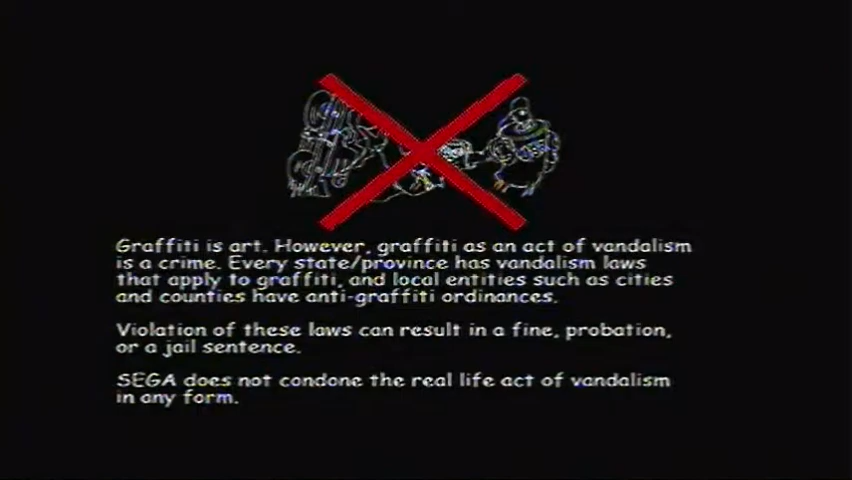 Graffiti is art. However, graffiti as an act of vandalism
is a crime. Every state/province has vandalism laws
that apply to graffiti, and local entities such as cities
and counties have anti-graffiti ordinances.
Violation of these laws can result in a fine, probation,
or a jail sentence.
SEGA does not condone the real life act of vandalism
in any form.